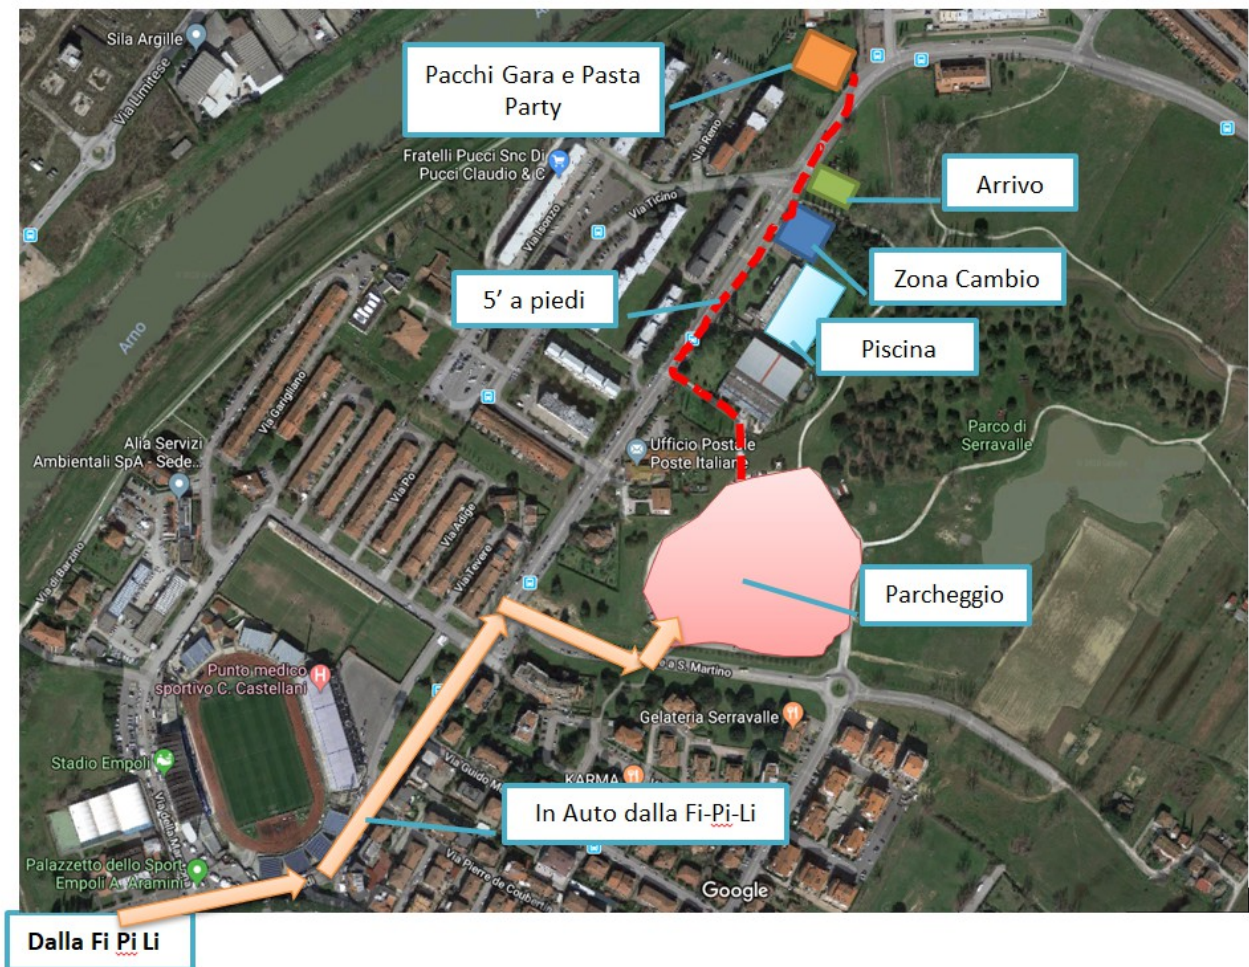 Sila Argille
Via Limitese
Pacchi Gara e Pasta
Party
Fratelli Pucci Snc Di
Pucci Claudio & C
Via Reno
Via Ticino
Via Isonzo
Arrivo
Zona Cambio
5’ a piedi
Piscina
Arno
Via Garigliano
Parco di
Serravalle
Alia Servizi
Ambientali SpA - Sede...
Ufficio Postale
Poste Italiane
Via Po
Via Adige
Via Tevere
Via di Barzino
Parcheggio
Punto medico
sportivo C. Castellani
H
e a S. Martino
Gelateria Serravalle
Stadio Empoli
Via Guido M
KARMA
In Auto dalla Fi-Pi-Li
Via della Ma
Via Pierre de Coubertin
Palazzetto dello Sport
Empoli A. Aramini
Google
Dalla Fi Pi Li